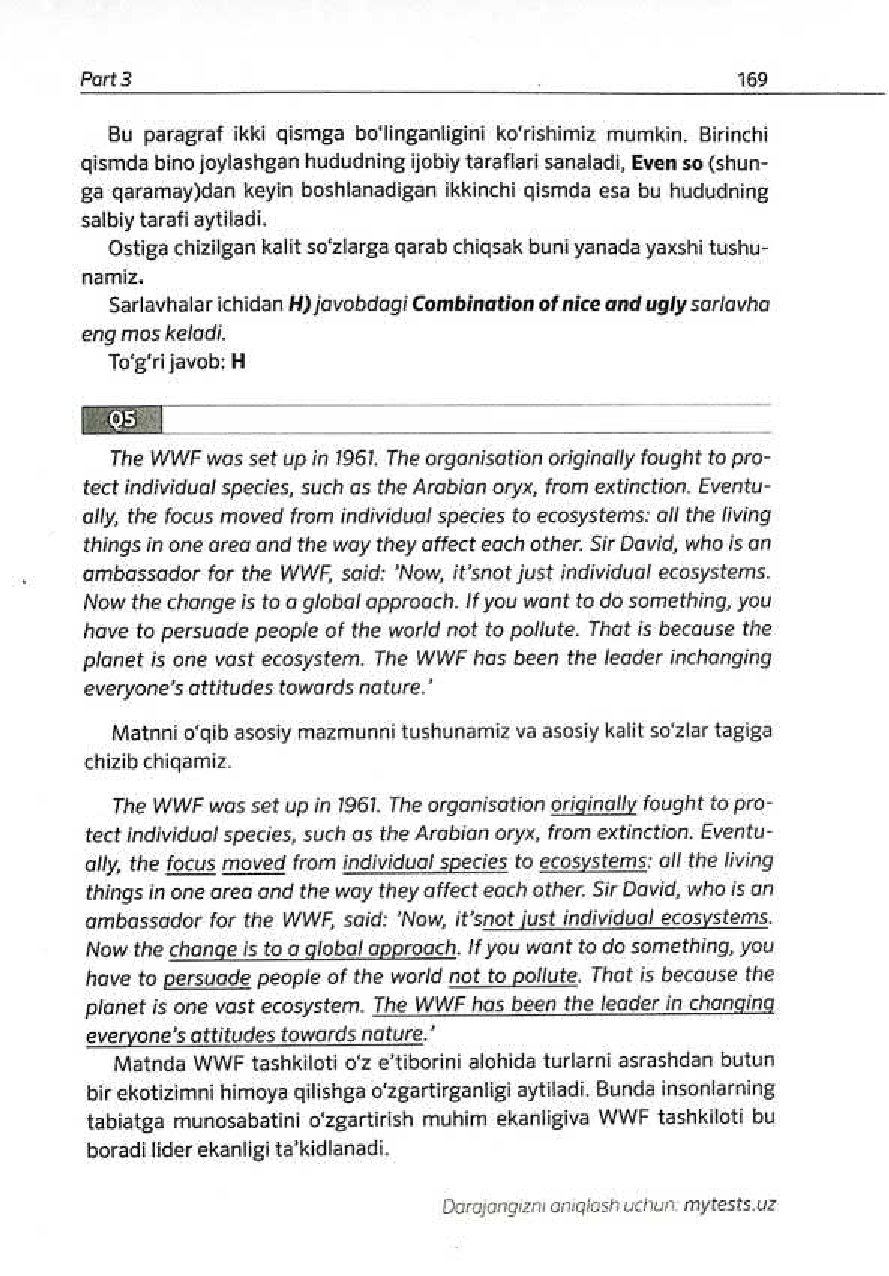 Part 3 169
Bu paragraf ikki qismga bo'linganligini ko'rishimiz mumkin. Birinchi
qismda bino joylashgan hududning ijobiy taraflari sanaladi, Even so (shun-
ga qaramay)dan keyin boshlanadigan ikkinchi qismda esa bu hududning
salbiy tarafi aytiladi.
Ostiga chizilgan kalit so'zlarga qarab chiqsak buni yanada yaxshi tushu-
namiz.
Sarlavhalar ichidan H) javobdagi Combination of nice and ugly sarlavha
eng mos keladi.
To'g'ri javob: H
Q5
The WWF was set up in 1961. The organisation originally fought to pro-
tect individual species, such as the Arabian oryx, from extinction. Eventu-
ally, the focus moved from individual species to ecosystems: all the living
things in one area and the way they affect each other. Sir David, who is an
ambassador for the WWF, said: 'Now, it'snot just individual ecosystems.
Now the change is to a global approach. If you want to do something, you
have to persuade people of the world not to pollute. That is because the
planet is one vast ecosystem. The WWF has been the leader inchanging
everyone's attitudes towards nature.'
Matnni o'qib asosiy mazmunni tushunamiz va asosiy kalit so'zlar tagiga
chizib chiqamiz.
The WWF was set up in 1961. The organisation originally fought to pro-
tect individual species, such as the Arabian oryx, from extinction. Eventu-
ally, the focus moved from individual species to ecosystems: all the living
things in one area and the way they affect each other. Sir David, who is an
ambassador for the WWF, said: 'Now, it'snot just individual ecosystems.
Now the change is to a global approach. If you want to do something, you
have to persuade people of the world not to pollute. That is because the
planet is one vast ecosystem. The WWF has been the leader in changing
everyone's attitudes towards nature.'
Matnda WWF tashkiloti o'z e'tiborini alohida turlarni asrashdan butun
bir ekotizimni himoya qilishga o'zgartirganligi aytiladi. Bunda insonlarning
tabiatga munosabatini o'zgartirish muhim ekanligiva WWF tashkiloti bu
boradi lider ekanligi ta'kidlanadi.
Darajangizni aniqlash uchun: mytests.uz